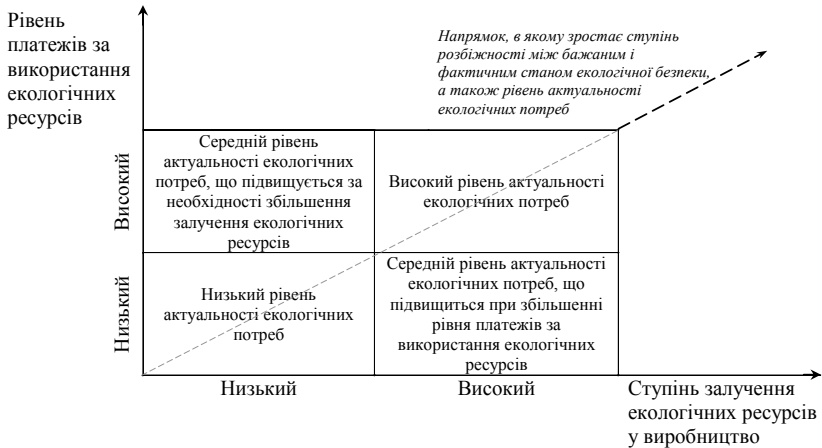 Рівень
платежів за
використання
екологічних
ресурсів
Напрямок, в якому зростає ступінь
розбіжності між бажаним і
фактичним станом екологічної безпеки,
а також рівень актуальності
екологічних потреб
Високий
Середній рівень
актуальності екологічних
потреб, що підвищується за
необхідності збільшення
залучення екологічних
ресурсів
Високий рівень актуальності
екологічних потреб
Низький
Низький рівень
актуальності екологічних
потреб
Середній рівень актуальності
екологічних потреб, що
підвищиться при збільшенні
рівня платежів за
використання екологічних
ресурсів
Низький
Високий
Ступінь залучення
екологічних ресурсів
у виробництво